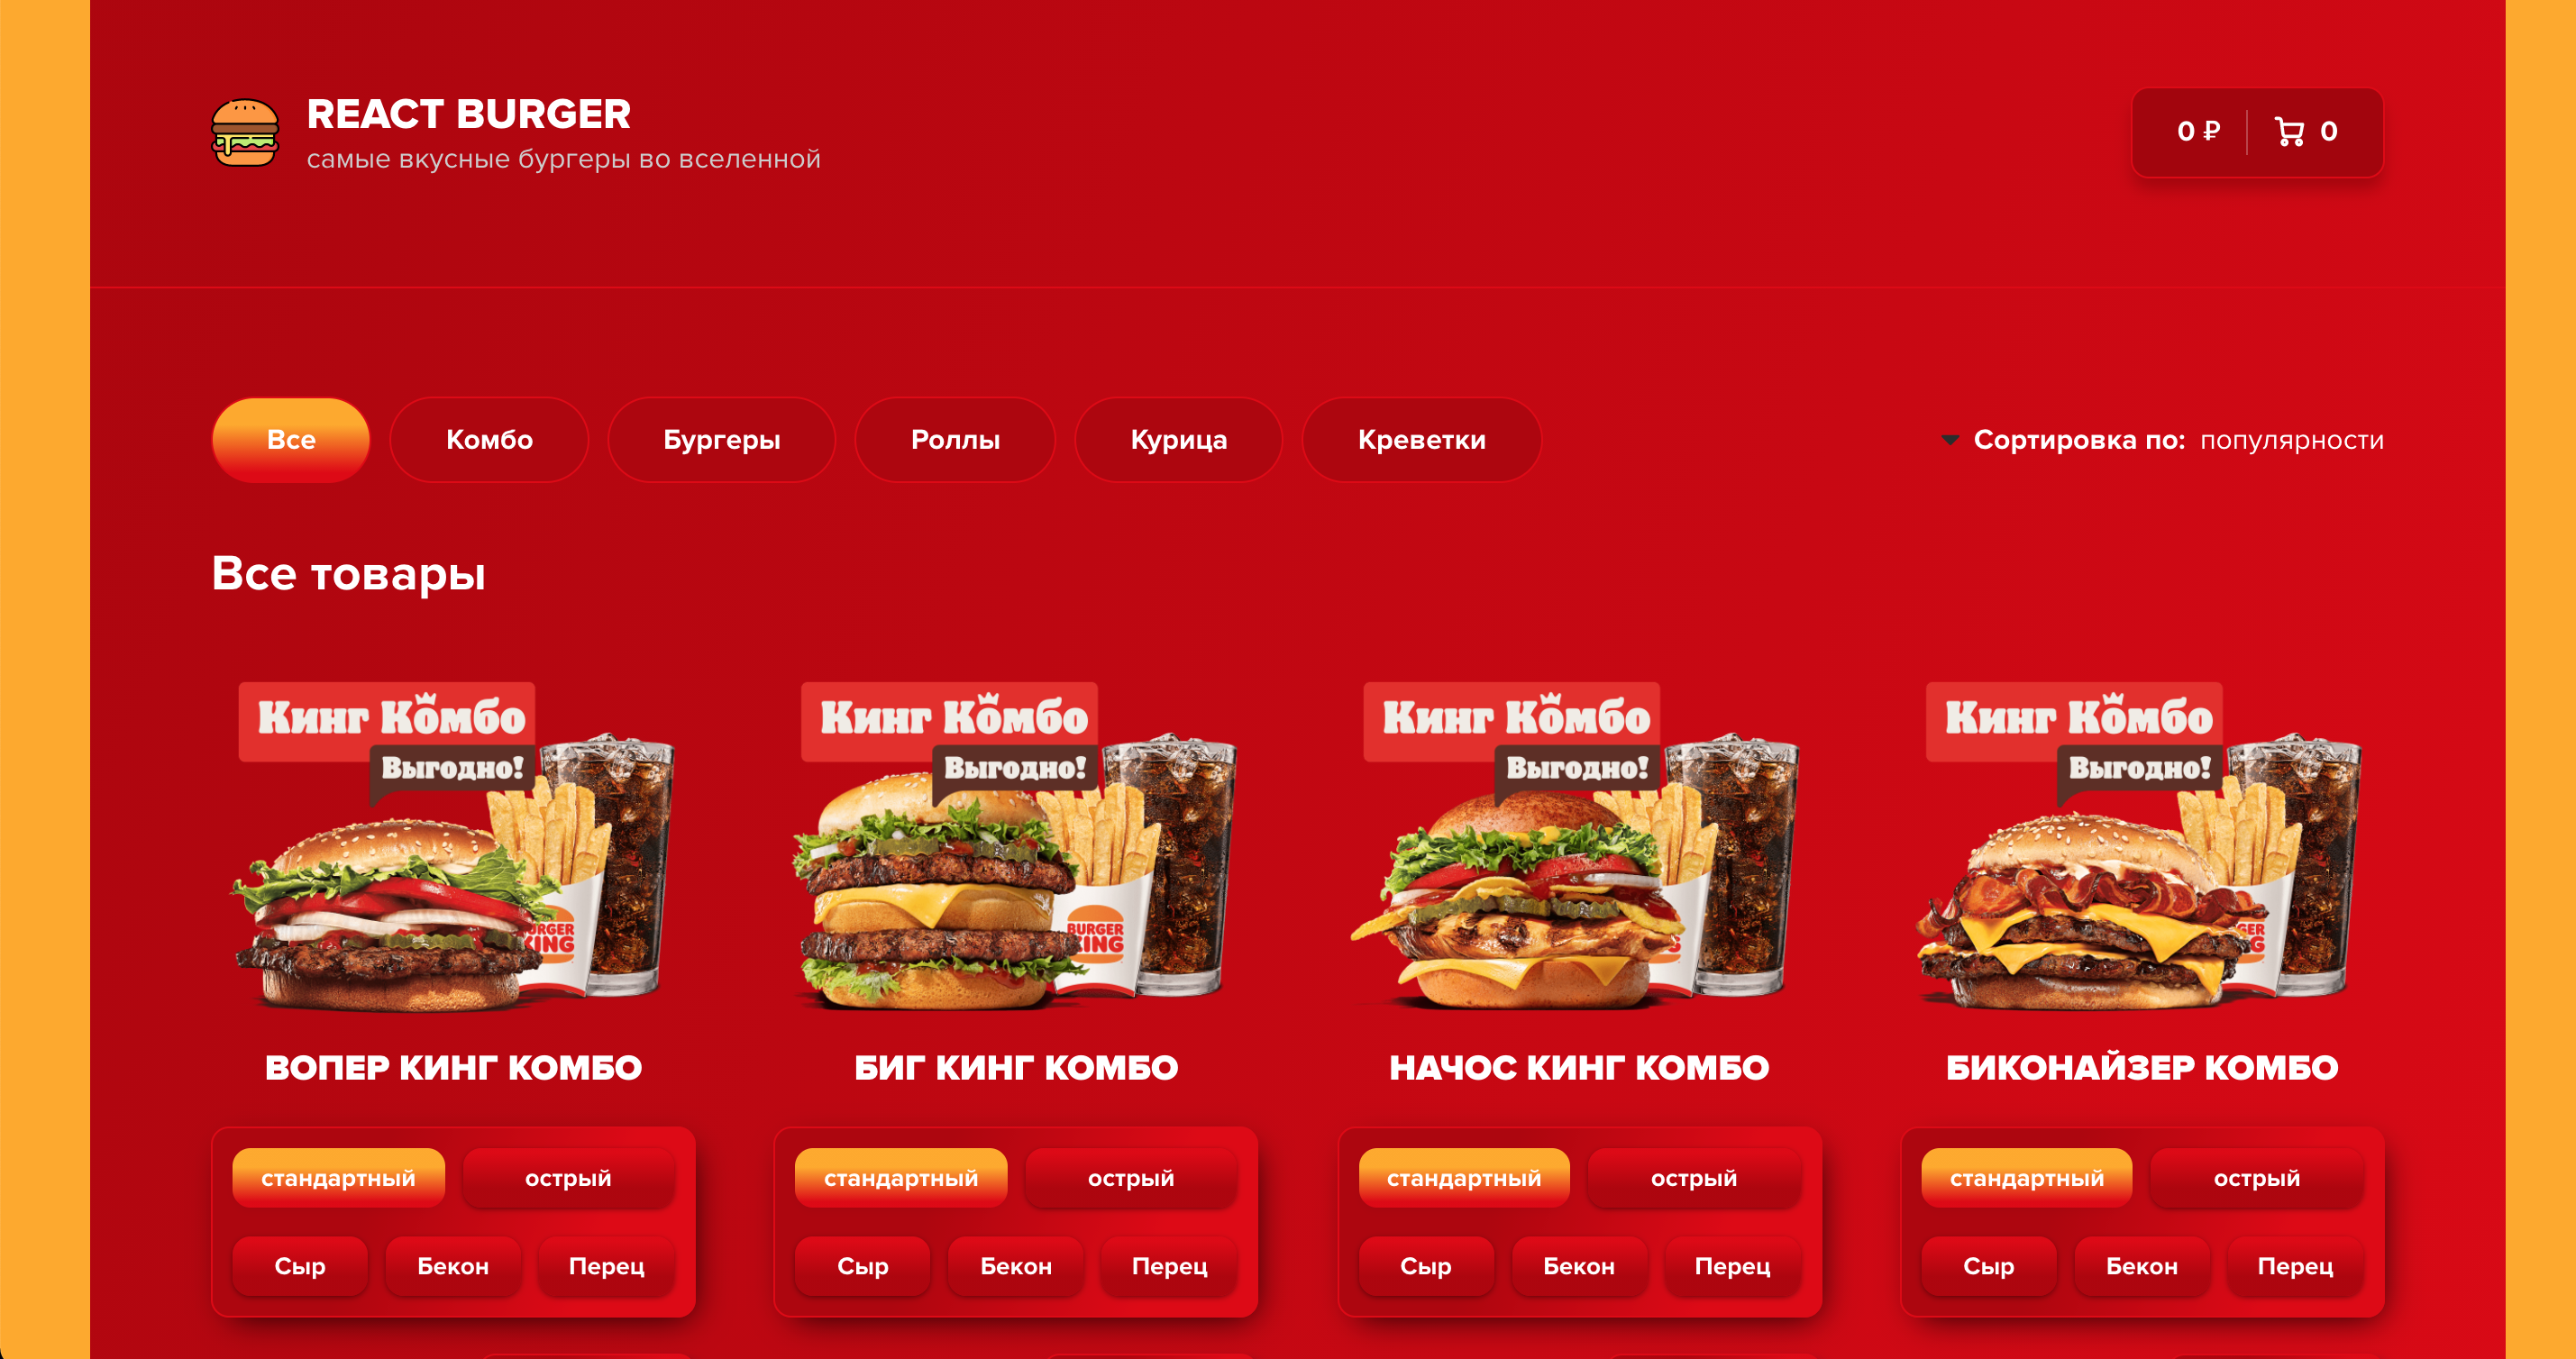 REACT BURGER
самые вкусные бургеры во вселенной
0 ₽ 0
Все Комбо Бургеры Роллы Курица Креветки Сортировка по: популярности
Все товары
Кинг Комбо Кинг Комбо Кинг Комбо Кинг Комбо
Выгодно! Выгодно! Выгодно! Выгодно!
BURGER
KING
ВОПЕР КИНГ КОМБО БИГ КИНГ КОМБО НАЧОС КИНГ КОМБО БИКОНАЙЗЕР КОМБО
стандартный острый стандартный острый стандартный острый стандартный острый
Сыр Бекон Перец Сыр Бекон Перец Сыр Бекон Перец Сыр Бекон Перец